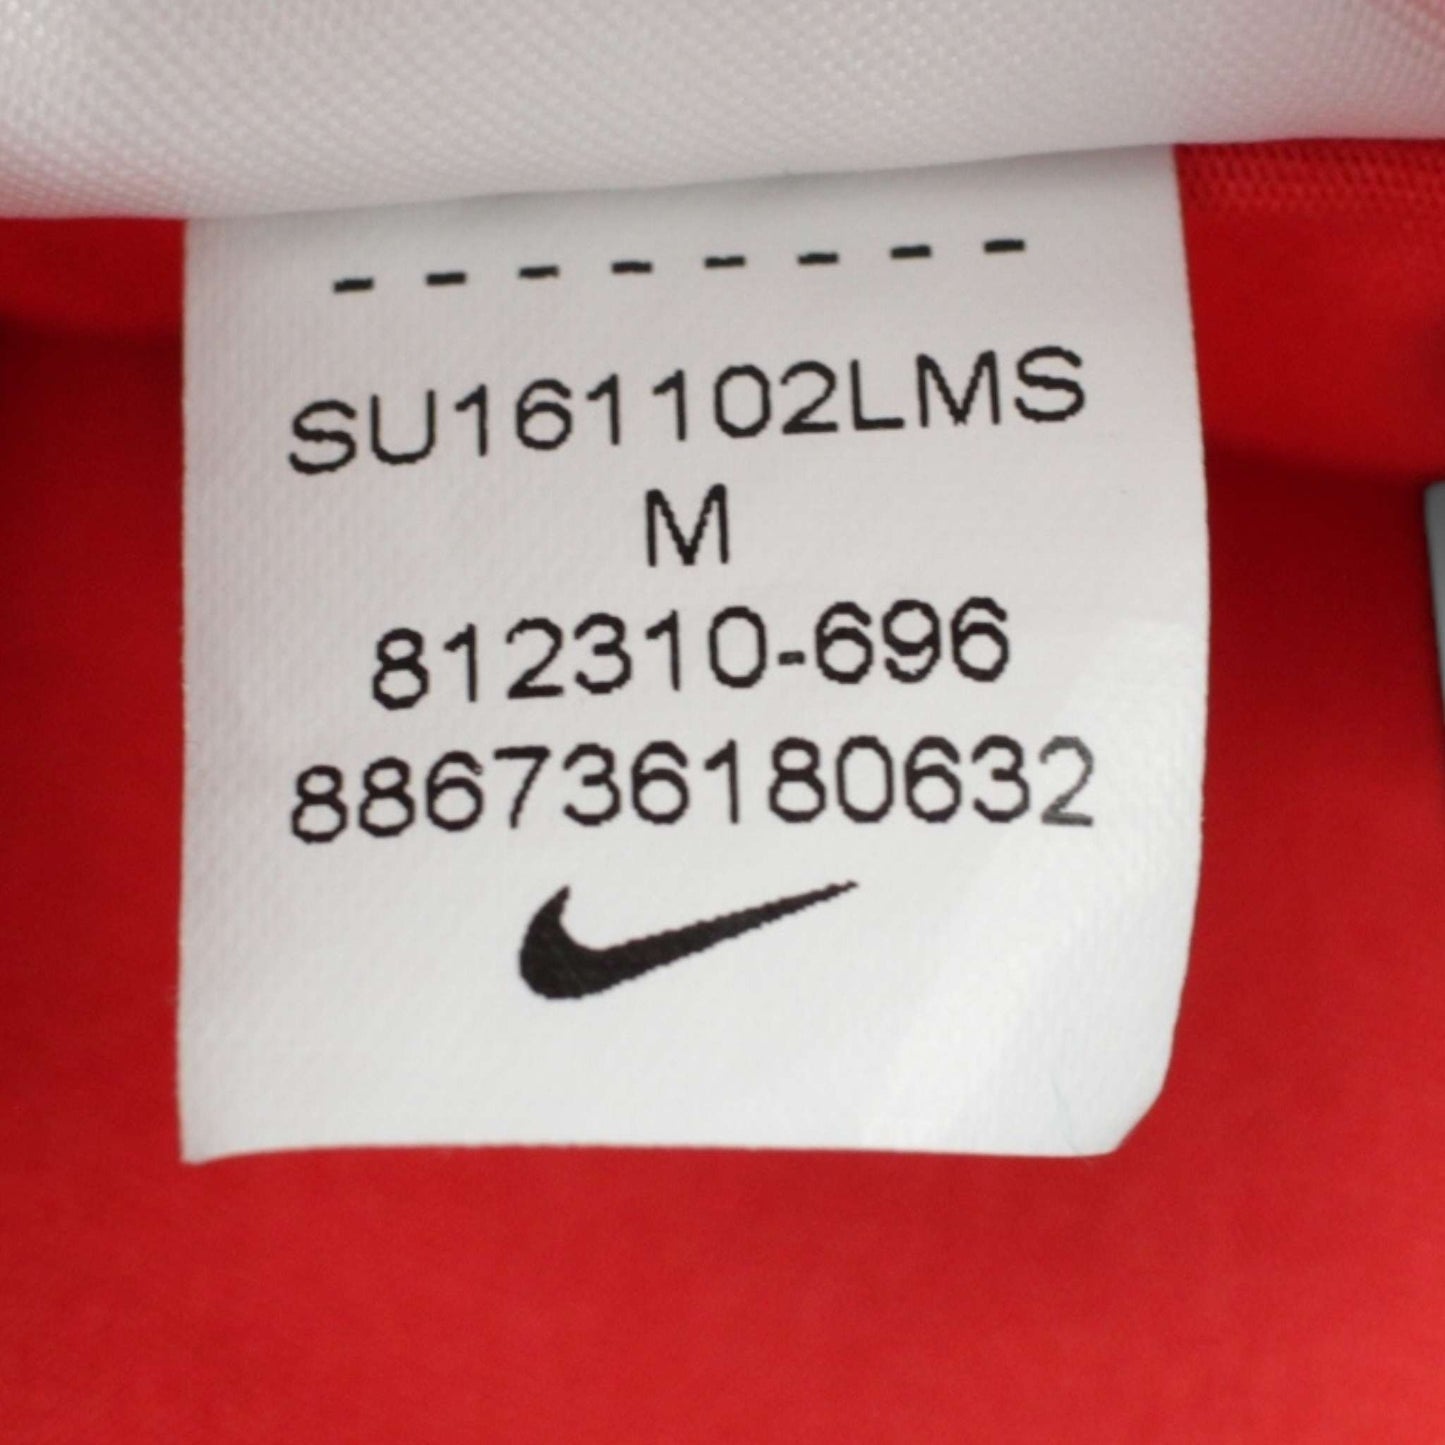 - - - - - - - -
SU161102LMS
M
812310-696
886736180632